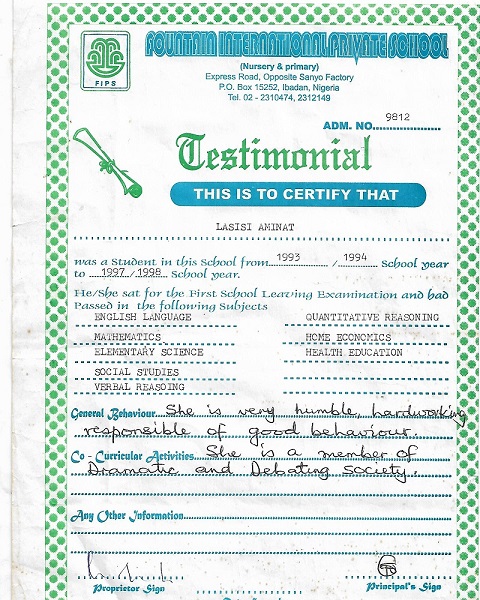 FIPS
FOUNTAIN INTERNATIONAL PRIVATE SCHOOL
(Nursery & primary)
Express Road, Opposite Sanyo Factory
P.O. Box 15252, Ibadan, Nigeria
Tel. 02 - 2310474, 2312149
ADM. NO. 9812
Testimonial
THIS IS TO CERTIFY THAT
LASISI AMINAT
was a Student in this School from 1993 / 1994 School year
to 1997 / 1998 School year.
He/She sat for the First School Leaving Examination and had
Passed in the following Subjects
ENGLISH LANGUAGE QUANTITATIVE REASONING
MATHEMATICS HOME ECONOMICS
ELEMENTARY SCIENCE HEALTH EDUCATION
SOCIAL STUDIES
VERBAL REASOING
General Behaviour She is very humble, hardworking
responsible of good behaviour.
Co - Curricular Activities She is a member of
Dramatic and Debating Society.
Any Other Information
Proprietor Sign Principal's Sign